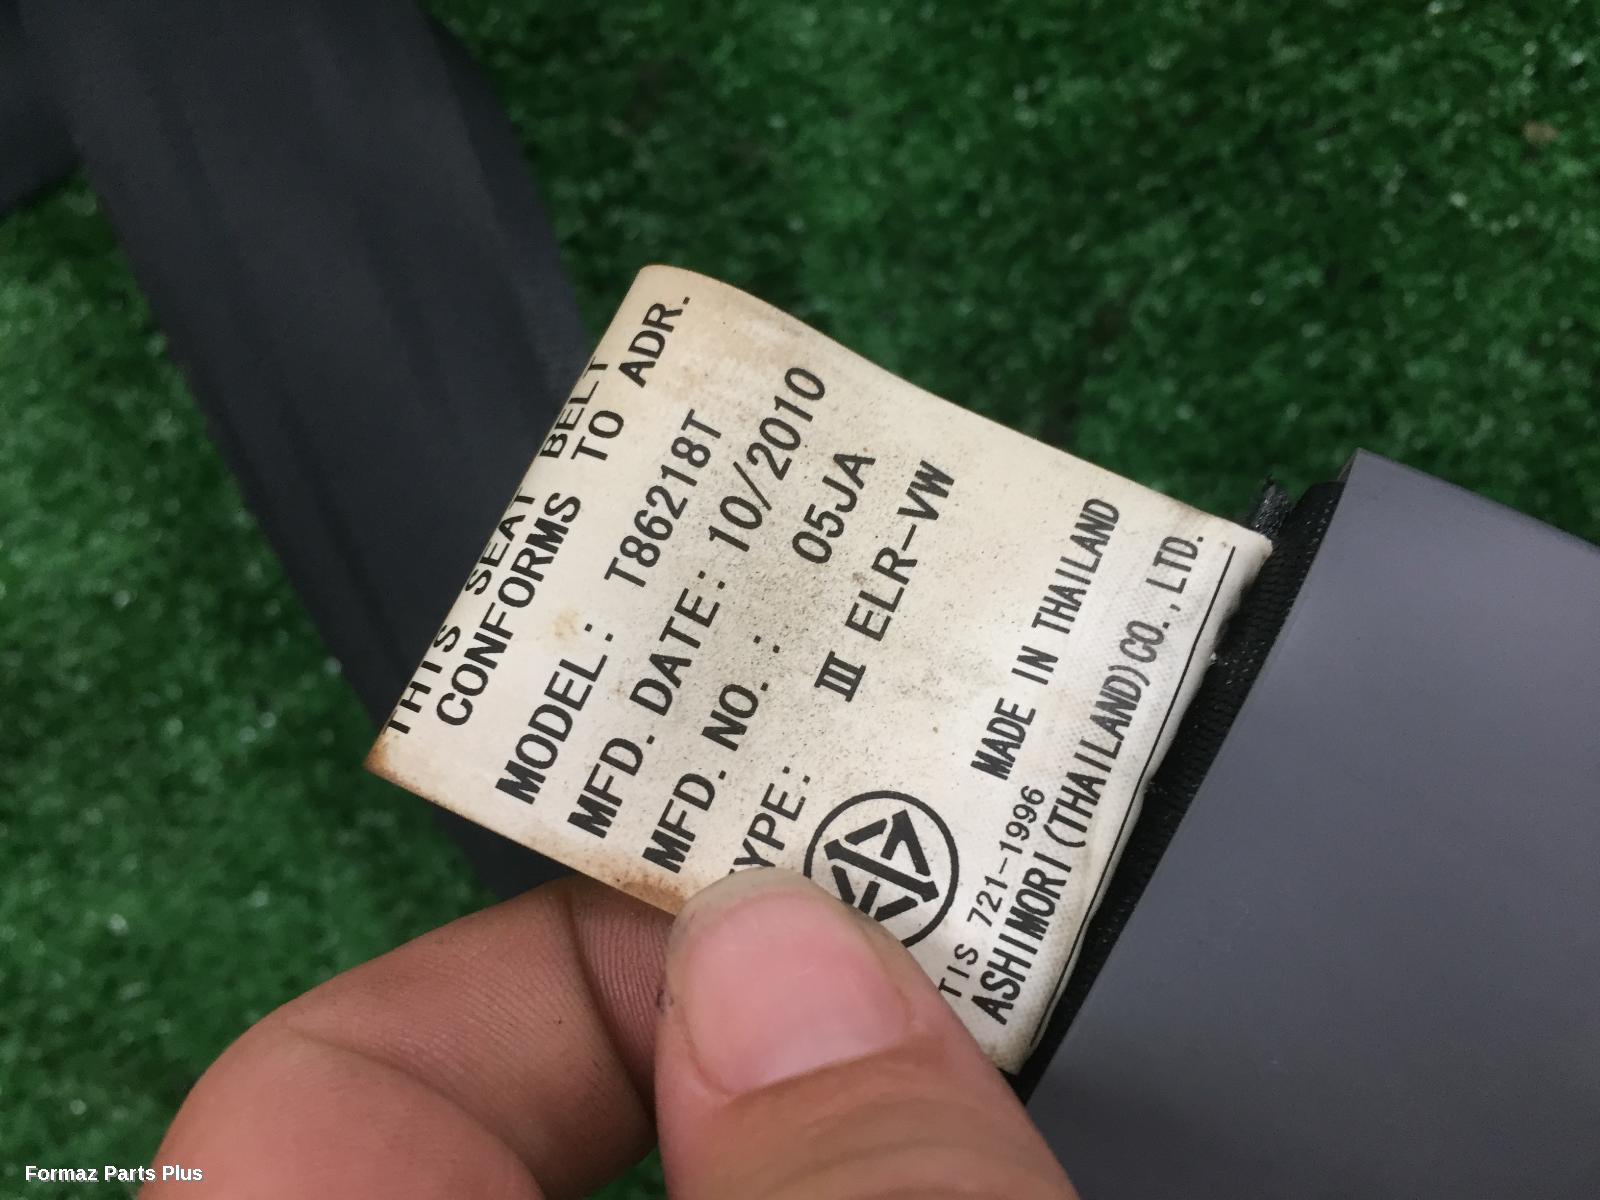 THIS SEAT BELT
CONFORMS TO ADR.
MODEL: T86218T
MFD. DATE: 10/2010
MFD. NO.: 05JA
TYPE: III ELR-VW
MADE IN THAILAND
TIS 721-1996
ASHIMORI (THAILAND) CO., LTD.
Formaz Parts Plus